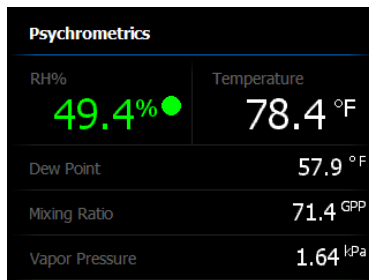 Psychrometrics
RH% Temperature
49.4% 78.4 °F
Dew Point 57.9 °F
Mixing Ratio 71.4 GPP
Vapor Pressure 1.64 kPa